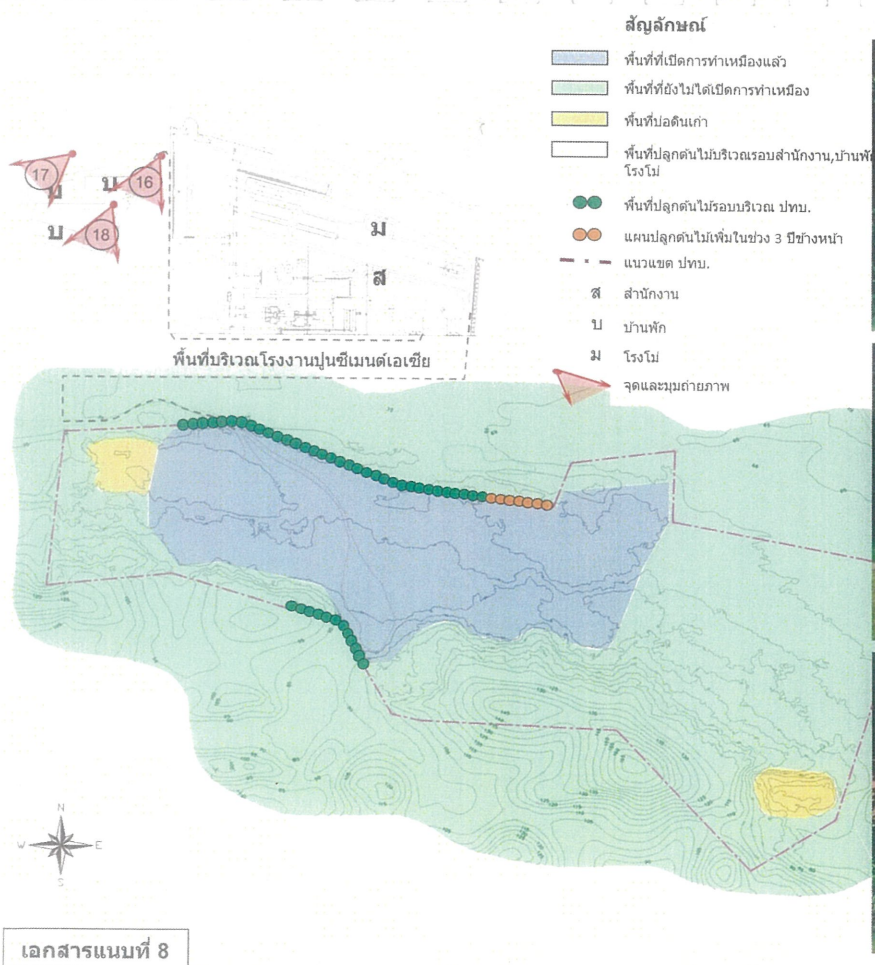 สัญลักษณ์
พื้นที่ที่เปิดการทำเหมืองแล้ว
พื้นที่ที่ยังไม่ได้เปิดการทำเหมือง
พื้นที่บ่อดินเก่า
พื้นที่ปลูกต้นไม้บริเวณรอบสำนักงาน,บ้านพัก
โรงโม่
พื้นที่ปลูกต้นไม้รอบบริเวณ ปทบ.
แผนปลูกต้นไม้เพิ่มในช่วง 3 ปีข้างหน้า
แนวเขต ปทบ.
ส สำนักงาน
บ บ้านพัก
ม โรงโม่
จุดและมุมถ่ายภาพ
17
บ
บ
16
บ
18
ม
ส
พื้นที่บริเวณโรงงานปูนซีเมนต์เอเซีย
N
W
E
S
เอกสารแนบที่ 8